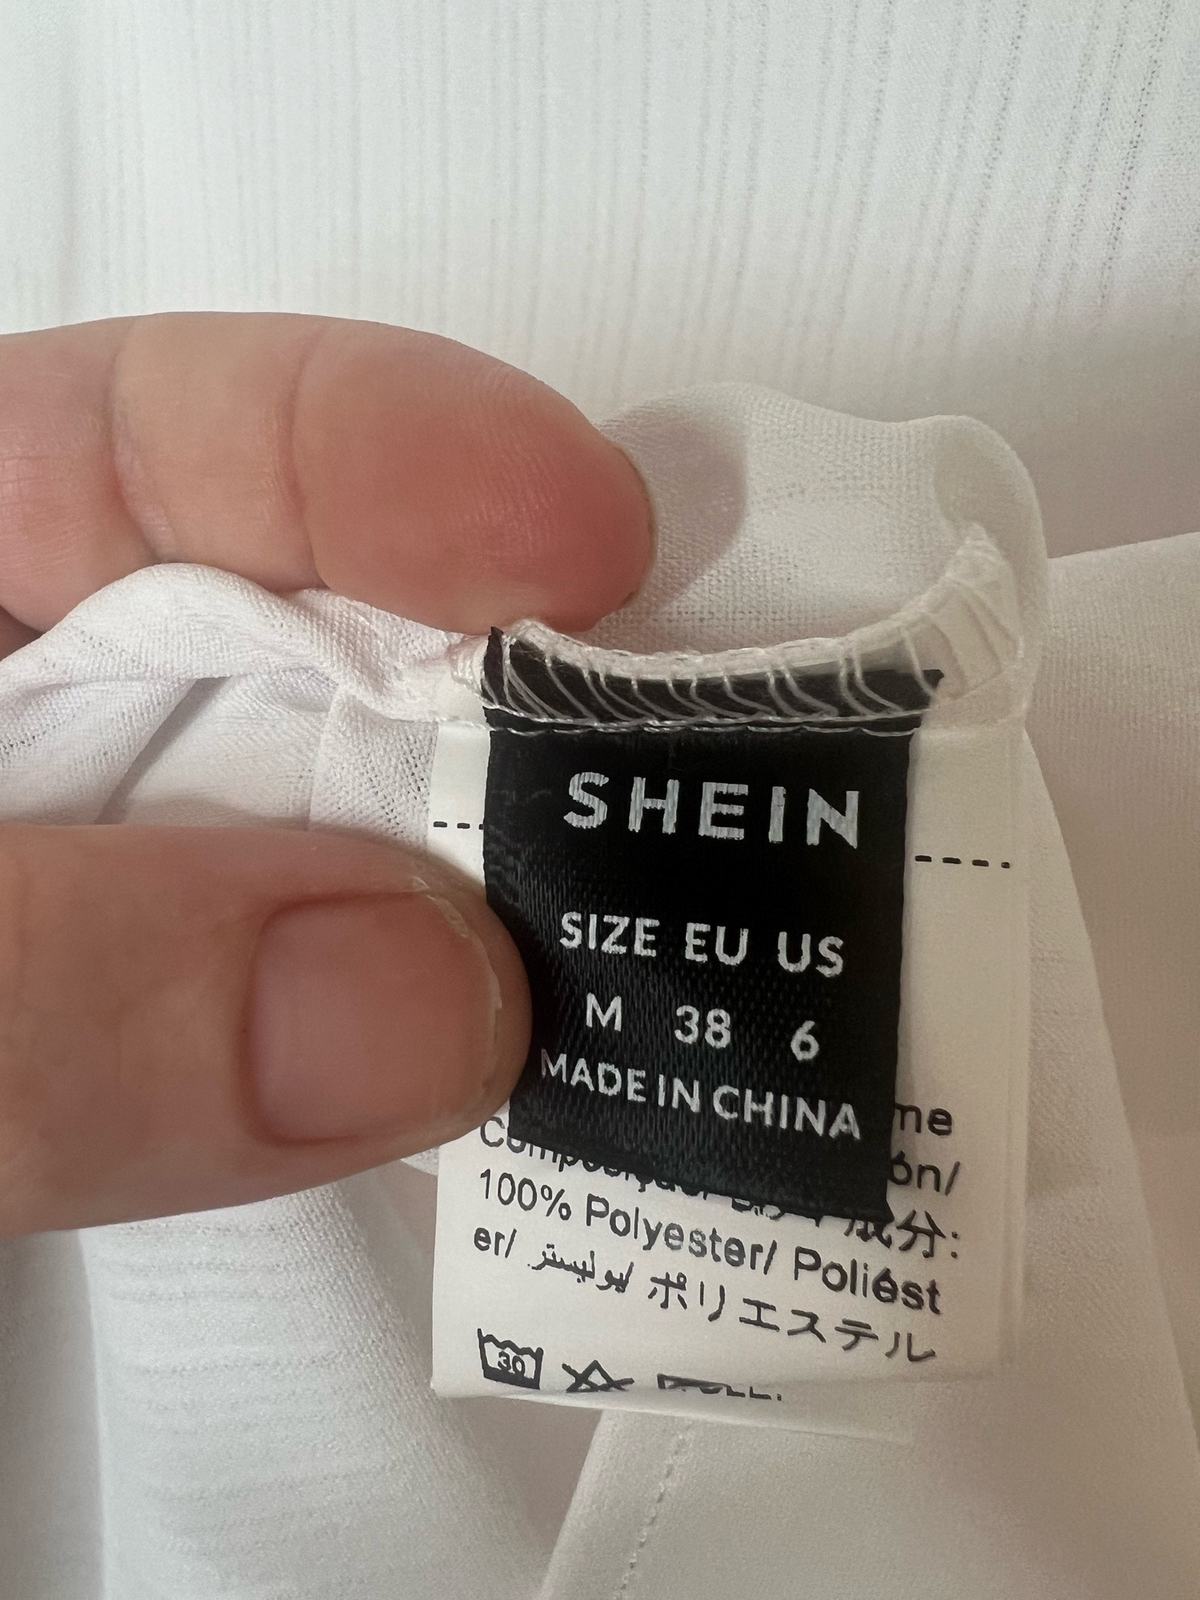 SHEIN
SIZE EU US
M 38 6
MADE IN CHINA
100% Polyester/ Poliést
er/ بوليستر/ ポリエステル
30